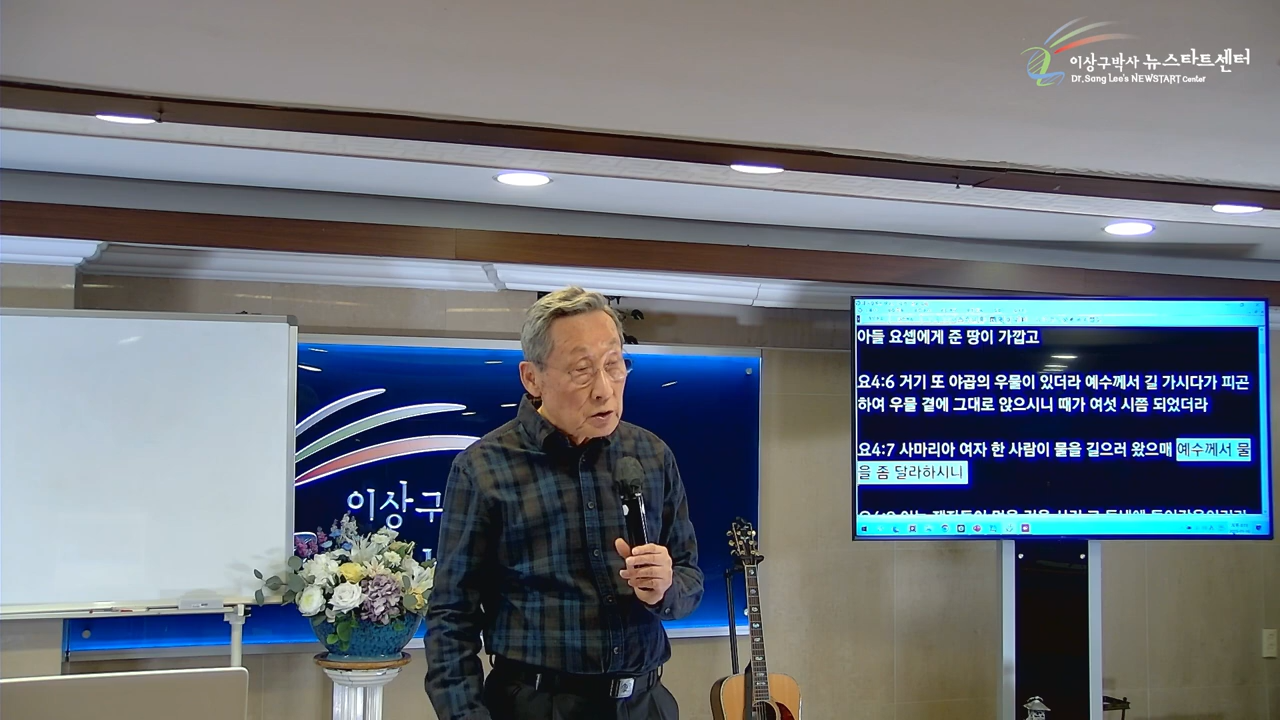 이상구박사 뉴스타트센터
Dr. Sang Lee's NEWSTART Center
아들 요셉에게 준 땅이 가깝고
요4:6 거기 또 야곱의 우물이 있더라 예수께서 길 가시다가 피곤
하여 우물 곁에 그대로 앉으시니 때가 여섯 시쯤 되었더라
요4:7 사마리아 여자 한 사람이 물을 길으러 왔으매 예수께서 물
을 좀 달라하시니
이상구